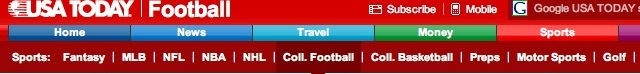 USA TODAY Football Subscribe Mobile G Google USA TODAY
Home News Travel Money Sports
Sports: Fantasy | MLB | NFL | NBA | NHL | Coll. Football | Coll. Basketball | Preps | Motor Sports | Golf |